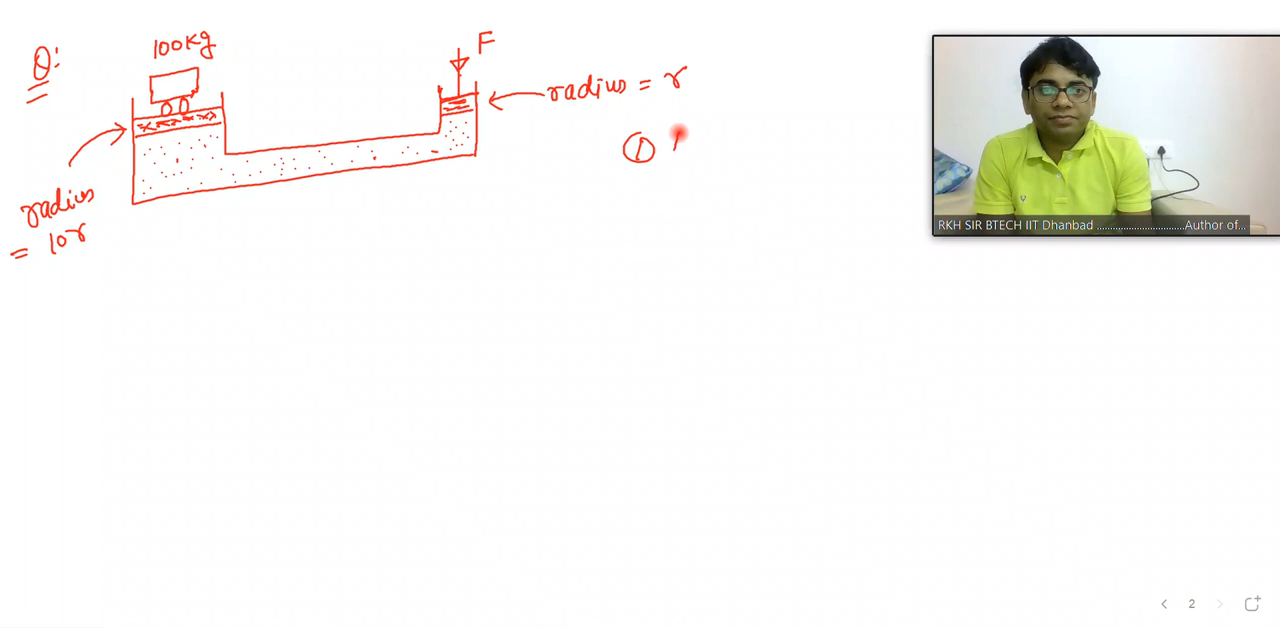 Q:
100Kg
F
radius = r
①
radius
= 10r
RKH SIR BTECH IIT Dhanbad ..................................Author of...
2